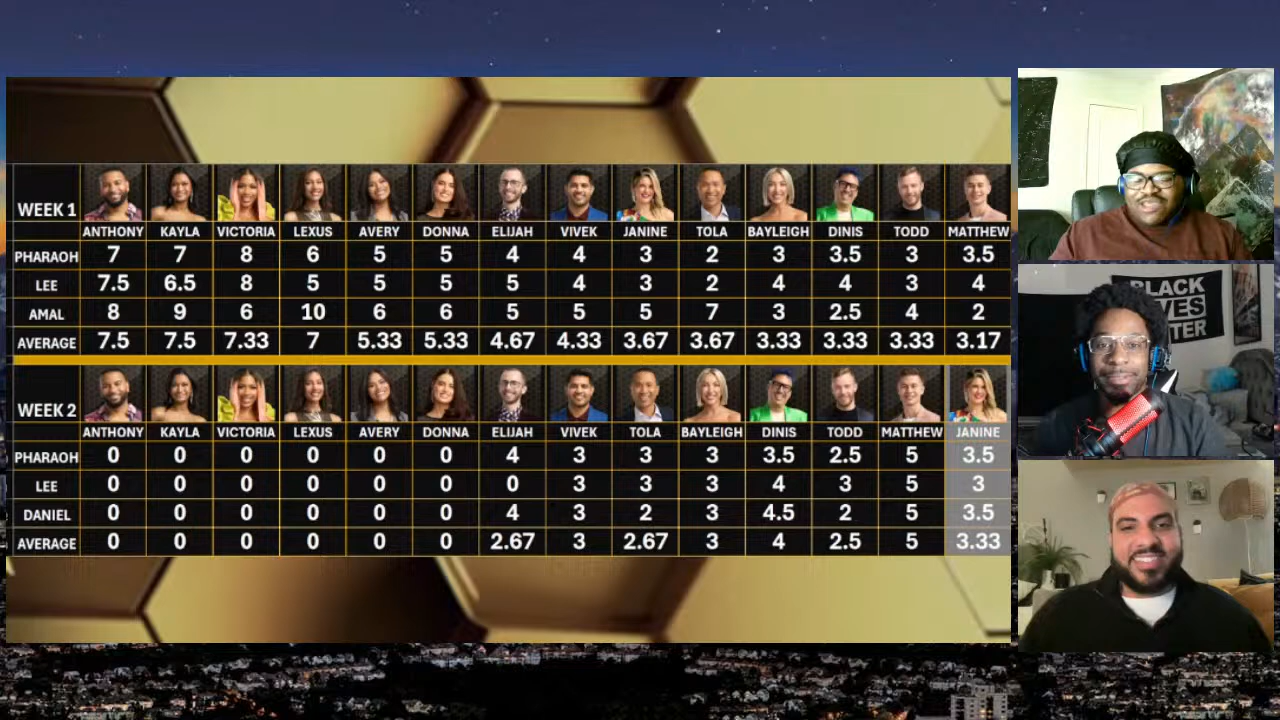 WEEK 1
ANTHONY KAYLA VICTORIA LEXUS AVERY DONNA ELIJAH VIVEK JANINE TOLA BAYLEIGH DINIS TODD MATTHEW
PHARAOH 7 7 8 6 5 5 4 4 3 2 3 3.5 3 3.5
LEE 7.5 6.5 8 5 5 5 5 4 3 2 4 4 3 4
AMAL 8 9 6 10 6 6 5 5 5 7 3 2.5 4 2
AVERAGE 7.5 7.5 7.33 7 5.33 5.33 4.67 4.33 3.67 3.67 3.33 3.33 3.33 3.17
WEEK 2
ANTHONY KAYLA VICTORIA LEXUS AVERY DONNA ELIJAH VIVEK TOLA BAYLEIGH DINIS TODD MATTHEW JANINE
PHARAOH 0 0 0 0 0 0 4 3 3 3 3.5 2.5 5 3.5
LEE 0 0 0 0 0 0 0 3 3 3 4 3 5 3
DANIEL 0 0 0 0 0 0 4 3 2 3 4.5 2 5 3.5
AVERAGE 0 0 0 0 0 0 2.67 3 2.67 3 4 2.5 5 3.33
BLACK